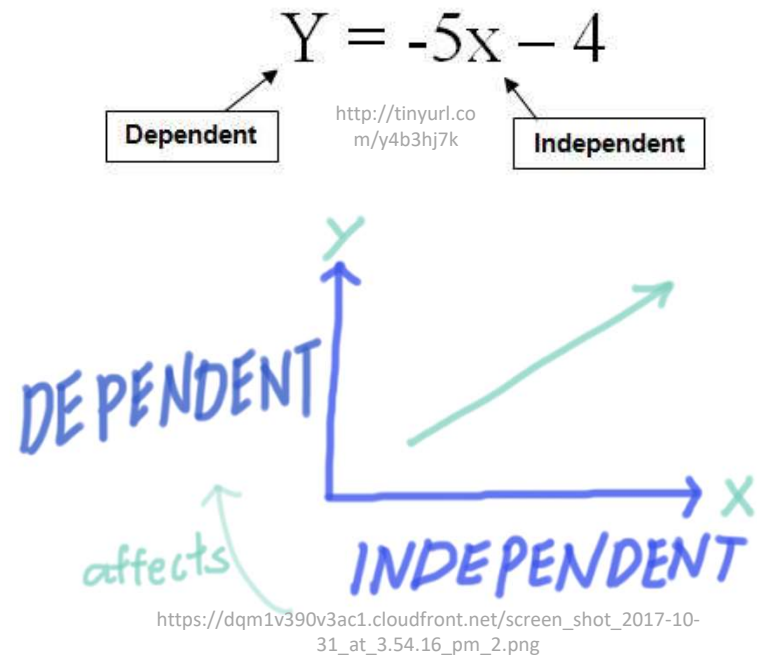 Y = -5x – 4
Dependent
http://tinyurl.co
m/y4b3hj7k
Independent
Y
DEPENDENT
X
affects
INDEPENDENT
https://dqm1v390v3ac1.cloudfront.net/screen_shot_2017-10-
31_at_3.54.16_pm_2.png